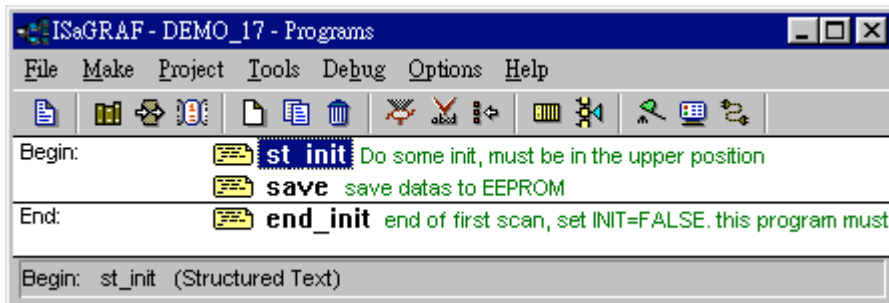 ISaGRAF - DEMO_17 - Programs
File Make Project Tools Debug Options Help
Begin: st_init Do some init, must be in the upper position
save save datas to EEPROM
End: end_init end of first scan, set INIT=FALSE. this program must
Begin: st_init (Structured Text)